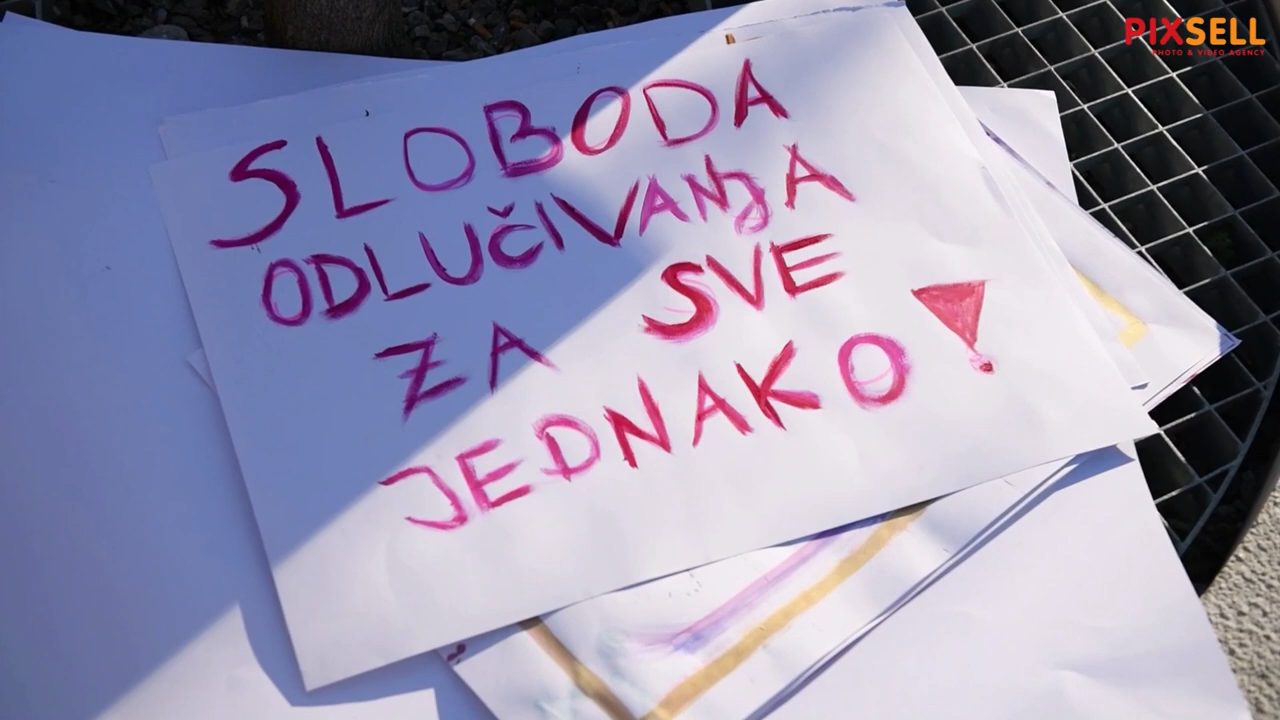 PIXSELL
PHOTO & VIDEO AGENCY
SLOBODA
ODLUČIVANJA
ZA SVE
JEDNAKO!